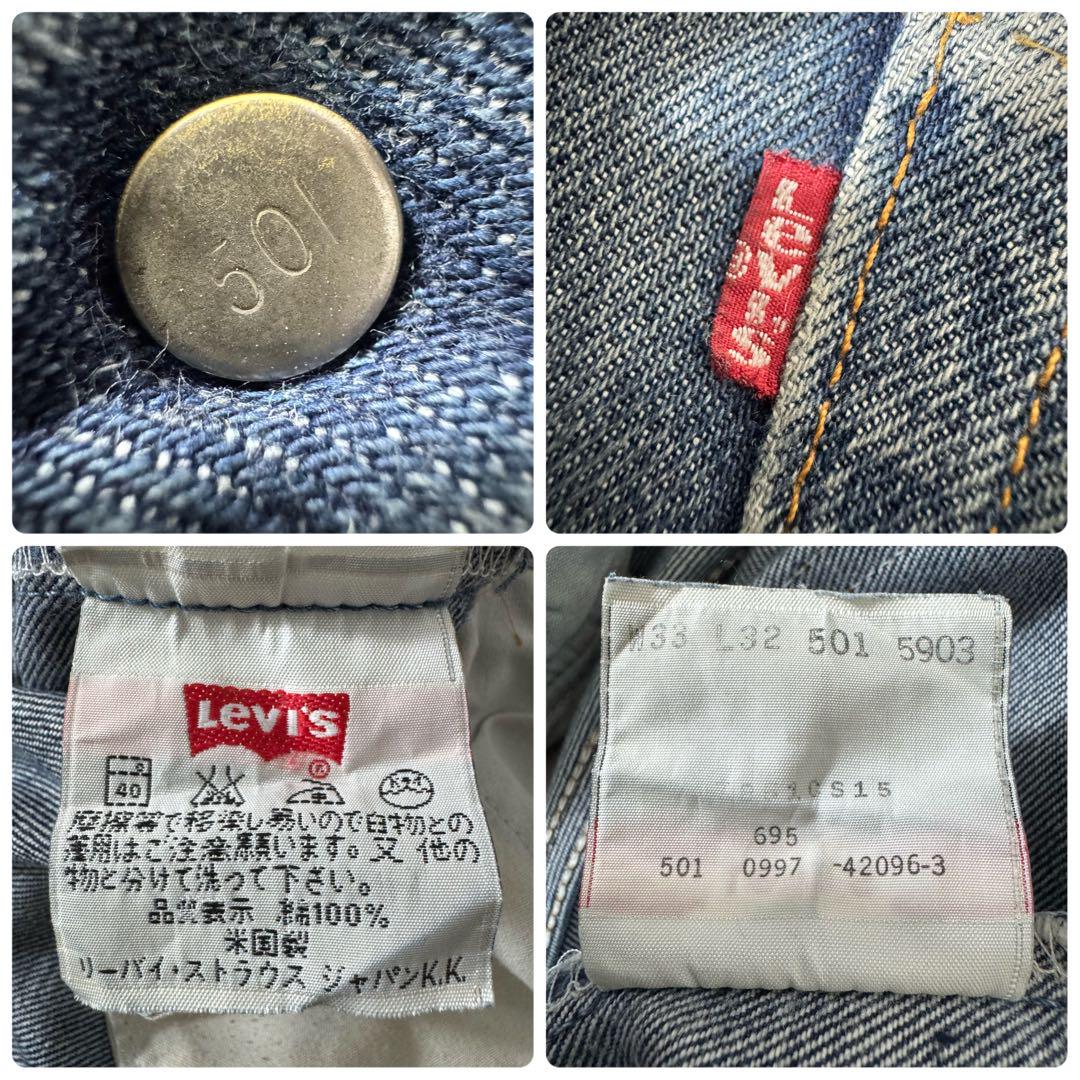 501
LEVI'S
®
LEVI'S
®
40 ドライ
摩擦等で移染し易いので白物との
着用はご注意願います。又 他の
物と分けて洗って下さい。
品質表示 綿100%
米国製
リーバイ・ストラウス ジャパンK.K.
W33 L32 501 5903
10S15
695
501 0997 -42096-3